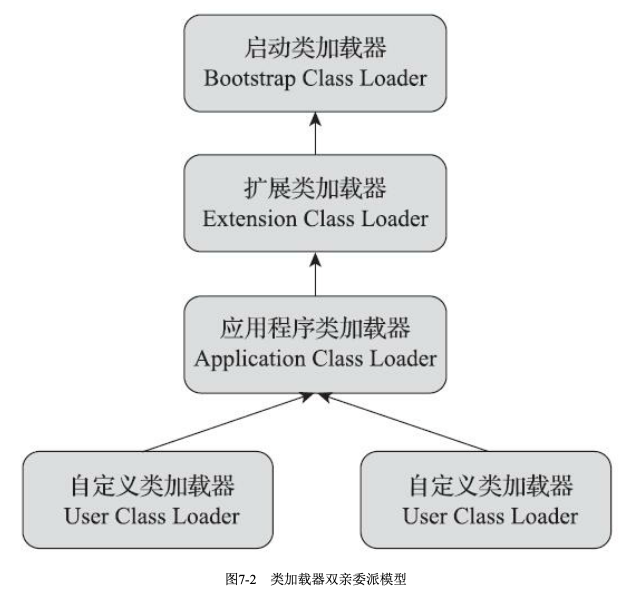 启动类加载器
Bootstrap Class Loader
扩展类加载器
Extension Class Loader
应用程序类加载器
Application Class Loader
自定义类加载器
User Class Loader
自定义类加载器
User Class Loader
图7-2 类加载器双亲委派模型